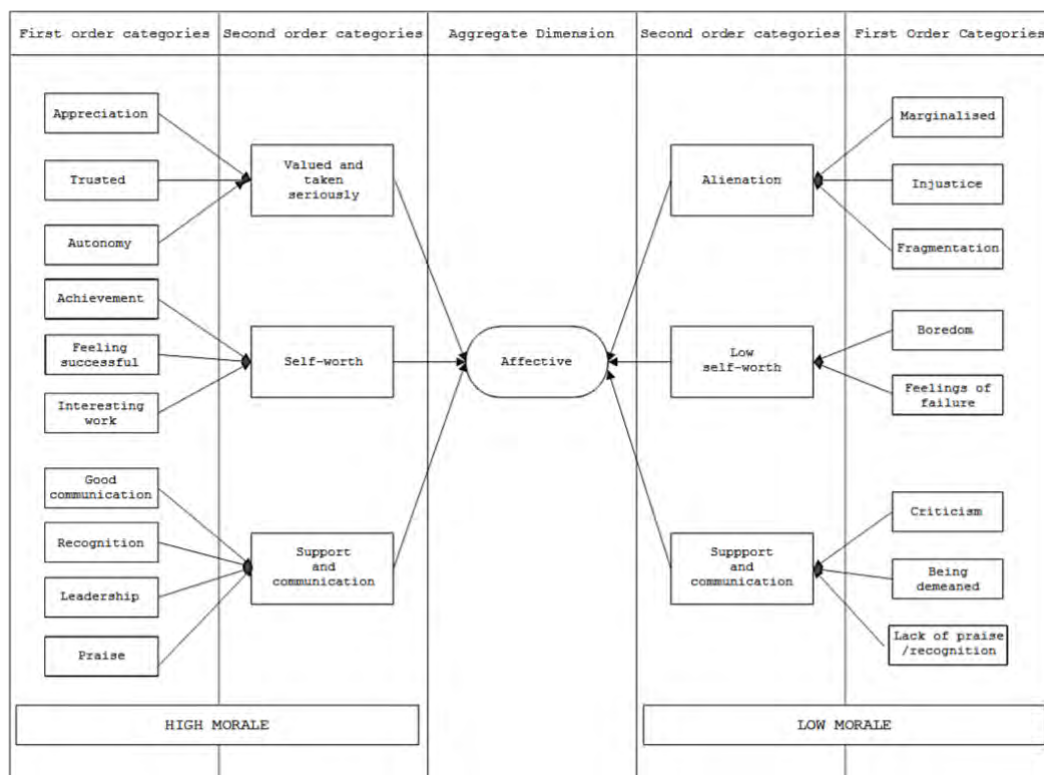 First order categories
Second order categories
Aggregate Dimension
Second order categories
First Order Categories
Appreciation
Trusted
Autonomy
Achievement
Feeling
successful
Interesting
work
Good
communication
Recognition
Leadership
Praise
Valued and
taken
seriously
Self-worth
Support
and
communication
Affective
Alienation
Low
self-worth
Suppport
and
communication
Marginalised
Injustice
Fragmentation
Boredom
Feelings of
failure
Criticism
Being
demeaned
Lack of praise
/recognition
HIGH MORALE
LOW MORALE